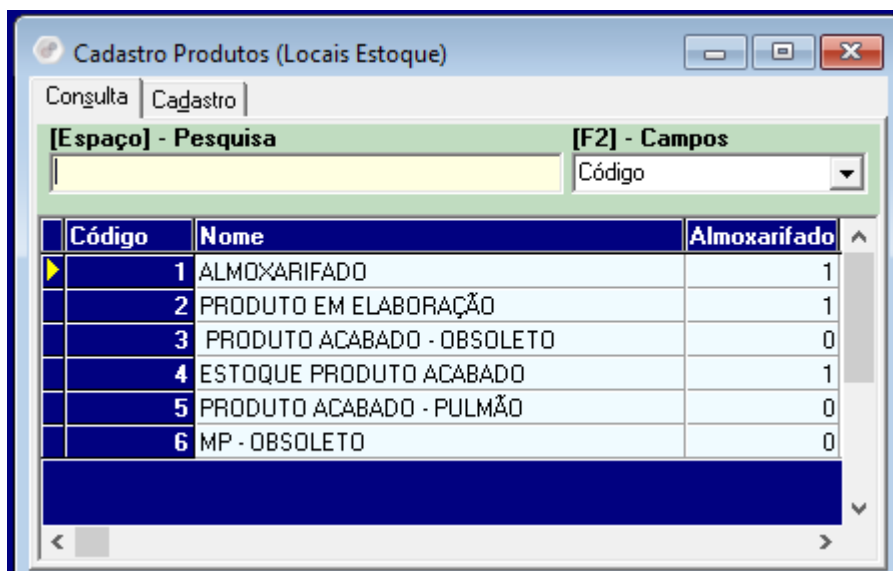 Cadastro Produtos (Locais Estoque)
Consulta Cadastro
[Espaço] - Pesquisa [F2] - Campos
Código
Código Nome Almoxarifado
1 ALMOXARIFADO 1
2 PRODUTO EM ELABORAÇÃO 1
3 PRODUTO ACABADO - OBSOLETO 0
4 ESTOQUE PRODUTO ACABADO 1
5 PRODUTO ACABADO - PULMÃO 0
6 MP - OBSOLETO 0